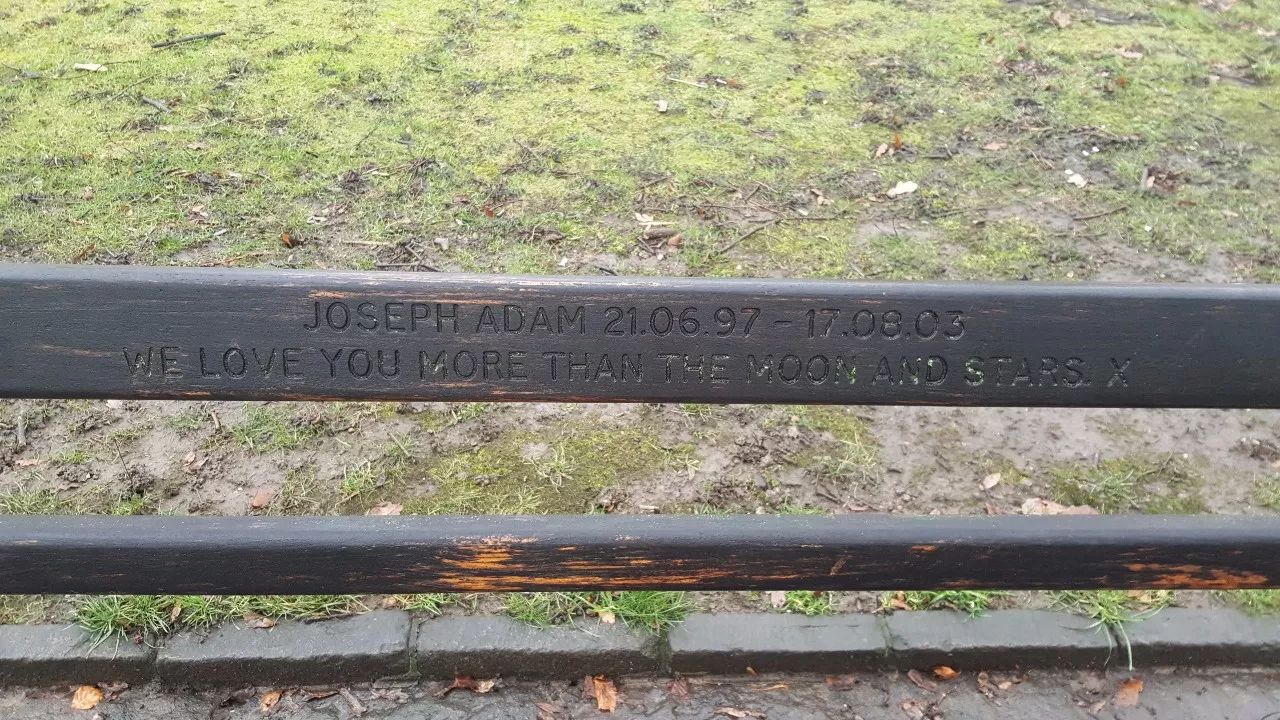 JOSEPH ADAM 21.06.97 - 17.08.03
WE LOVE YOU MORE THAN THE MOON AND STARS. X